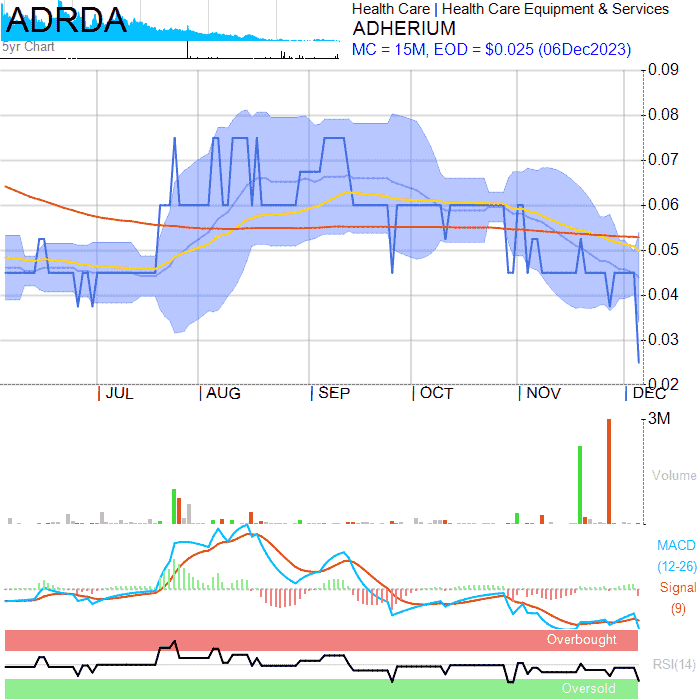 ADRDA
5yr Chart
Health Care | Health Care Equipment & Services
ADHERIUM
MC = 15M, EOD = $0.025 (06Dec2023)
0.09
0.08
0.07
0.06
0.05
0.04
0.03
0.02
JUL AUG SEP OCT NOV DEC
3M
Volume
MACD
(12-26)
Signal
(9)
Overbought
RSI(14)
Oversold